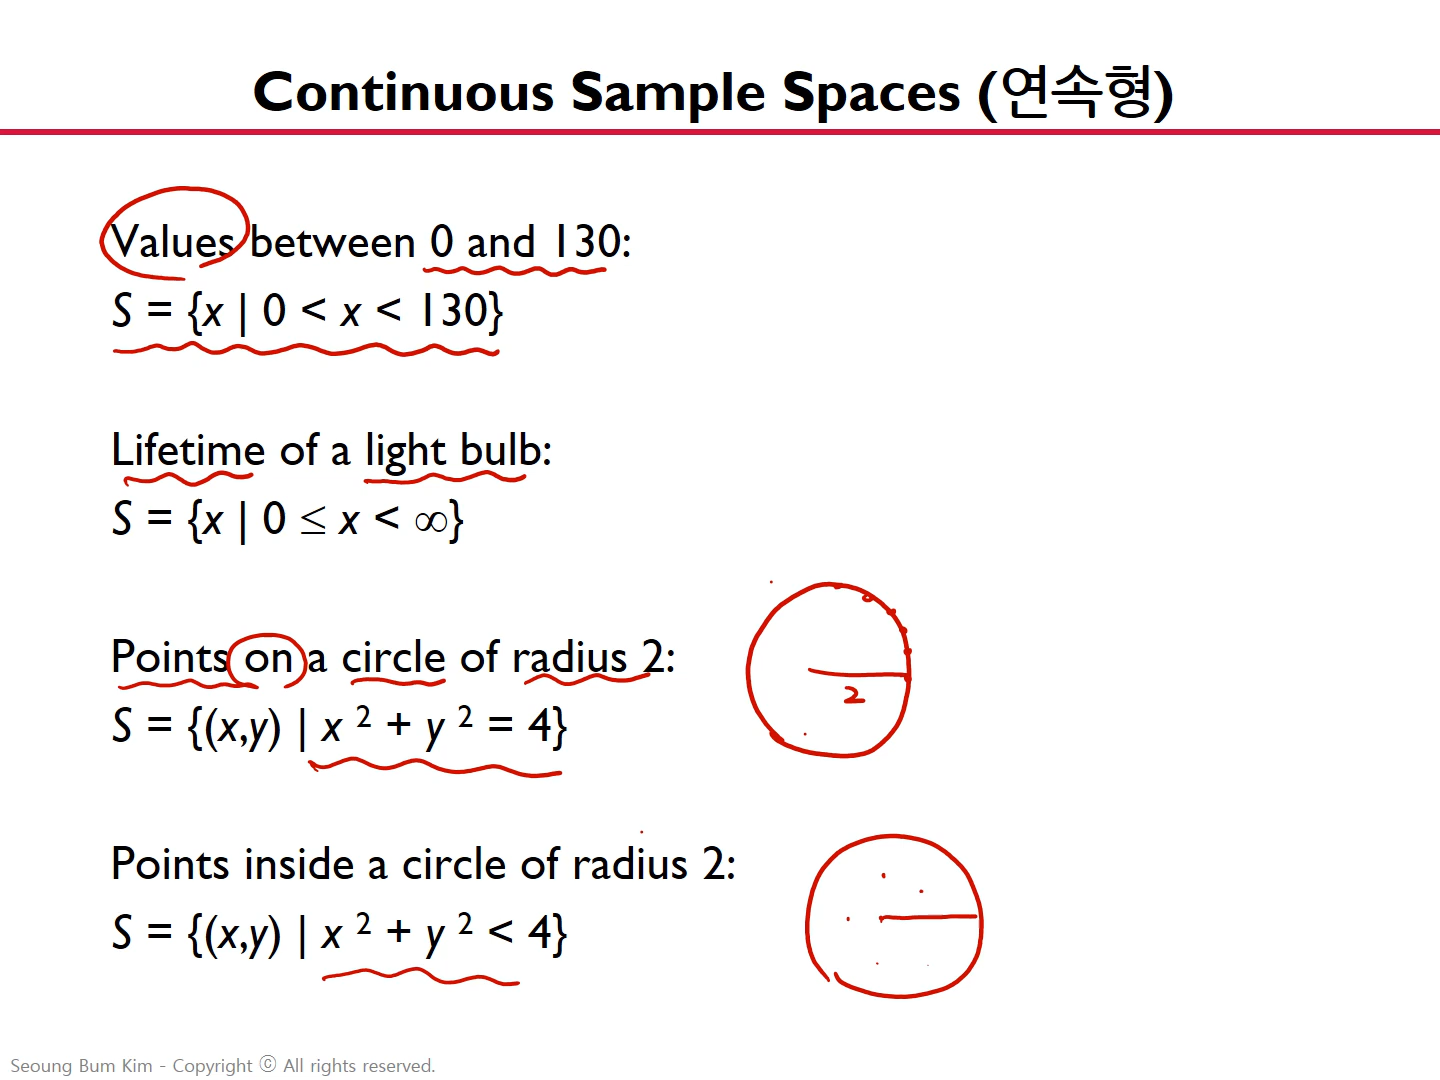 Continuous Sample Spaces (연속형)
Values between 0 and 130:
S = {x | 0 < x < 130}
Lifetime of a light bulb:
S = {x | 0 ≤ x < ∞}
Points on a circle of radius 2:
S = {(x,y) | x ² + y ² = 4}
2
Points inside a circle of radius 2:
S = {(x,y) | x ² + y ² < 4}
Seoung Bum Kim - Copyright ⓒ All rights reserved.